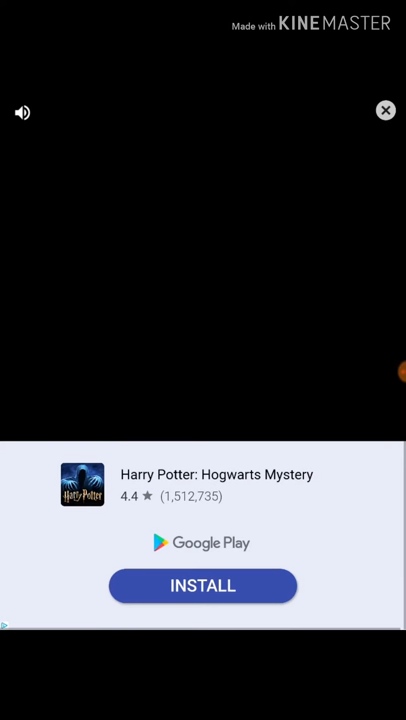 Made with KINEMASTER
Harry Potter
Harry Potter: Hogwarts Mystery
4.4 ★ (1,512,735)
Google Play
INSTALL